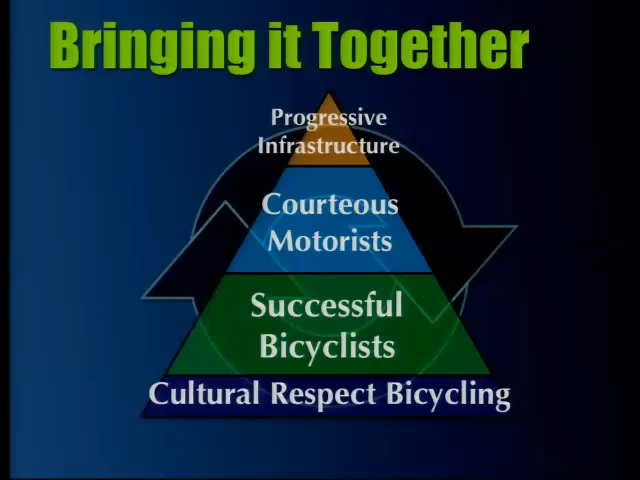 Bringing it Together
Progressive
Infrastructure
Courteous
Motorists
Successful
Bicyclists
Cultural Respect Bicycling